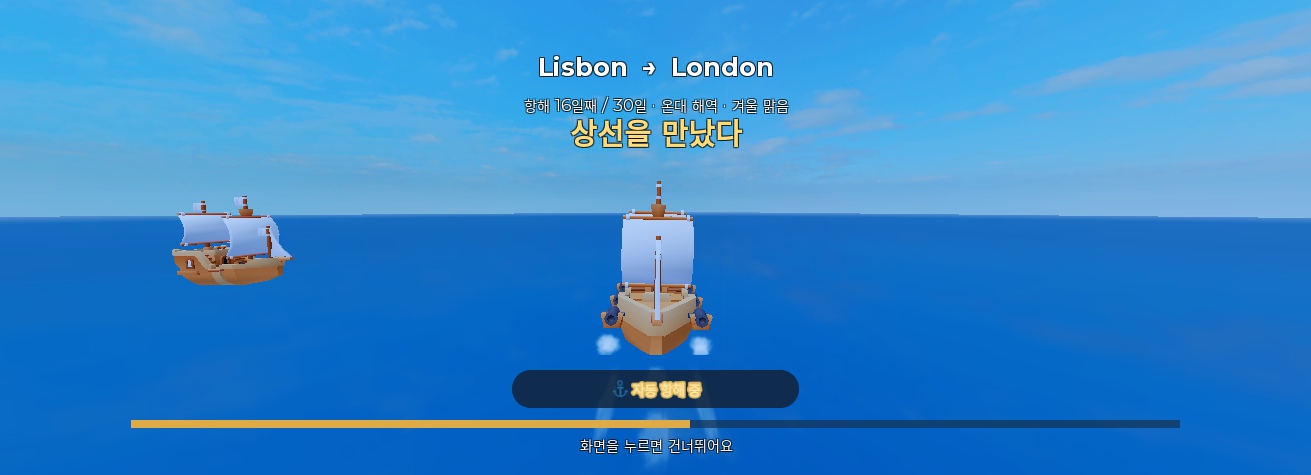 Lisbon → London
항해 16일째 / 30일 · 온대 해역 · 겨울 맑음
상선을 만났다
⚓ 자동 항해 중
화면을 누르면 건너뛰어요